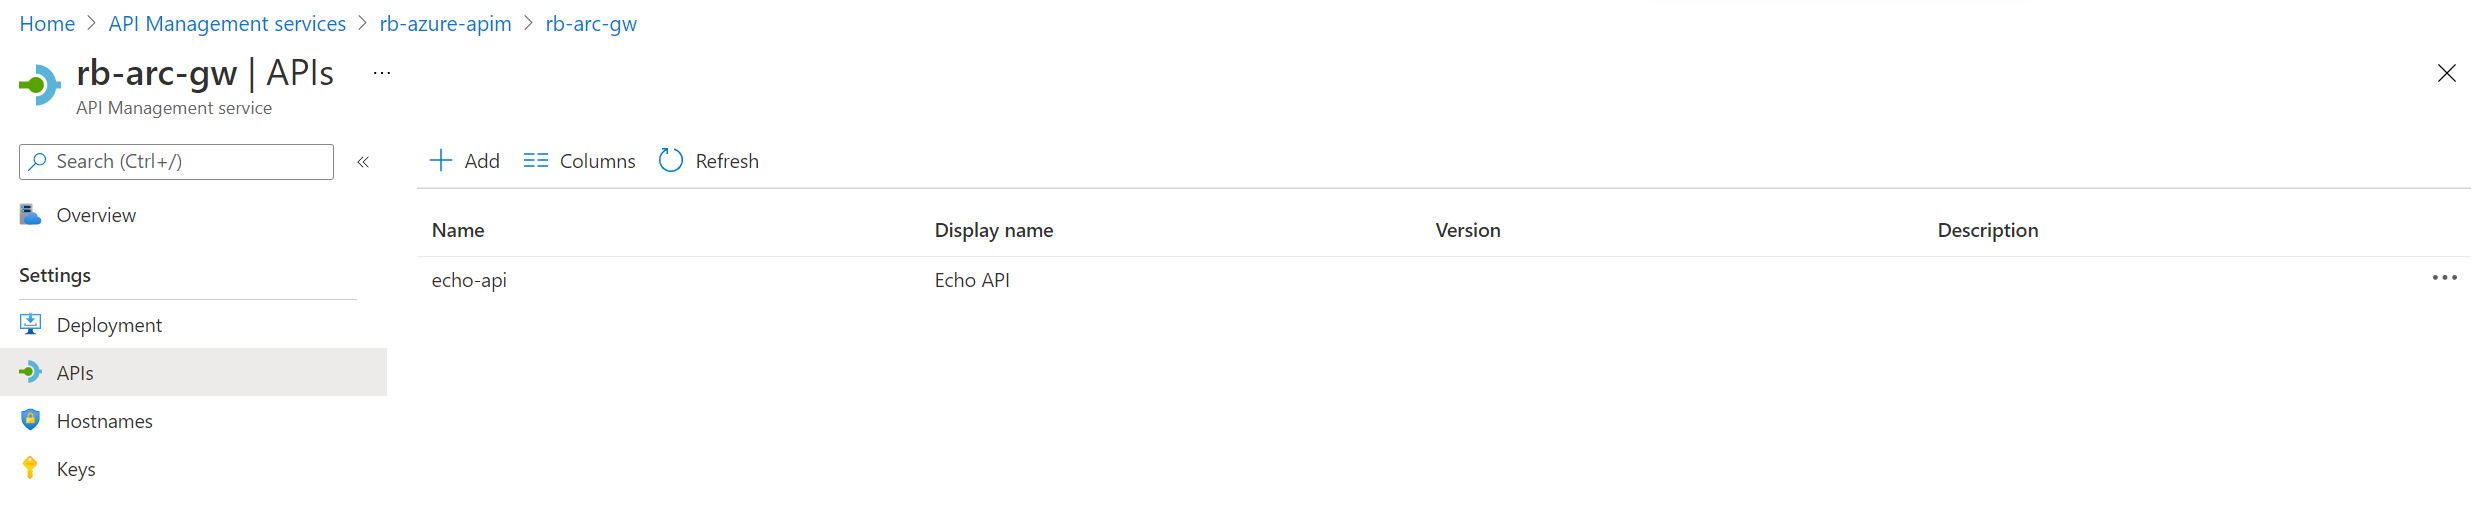 Home > API Management services > rb-azure-apim > rb-arc-gw
rb-arc-gw | APIs ...
API Management service
Search (Ctrl+/) «
Add Columns Refresh
Overview
Settings
Deployment
APIs
Hostnames
Keys
Name Display name Version Description
echo-api Echo API